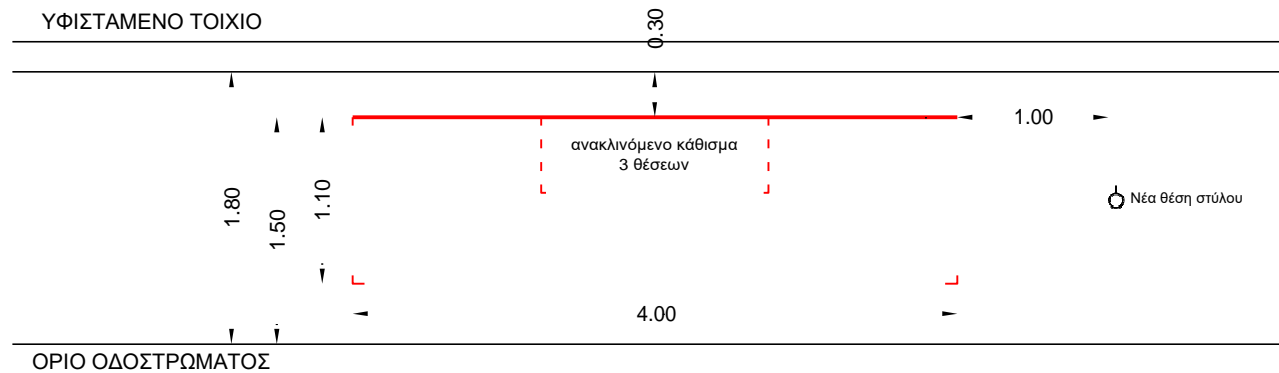 ΥΦΙΣΤΑΜΕΝΟ ΤΟΙΧΙΟ
0.30
1.00
ανακλινόμενο κάθισμα
3 θέσεων
1.80
1.50
1.10
Νέα θέση στύλου
4.00
ΟΡΙΟ ΟΔΟΣΤΡΩΜΑΤΟΣ